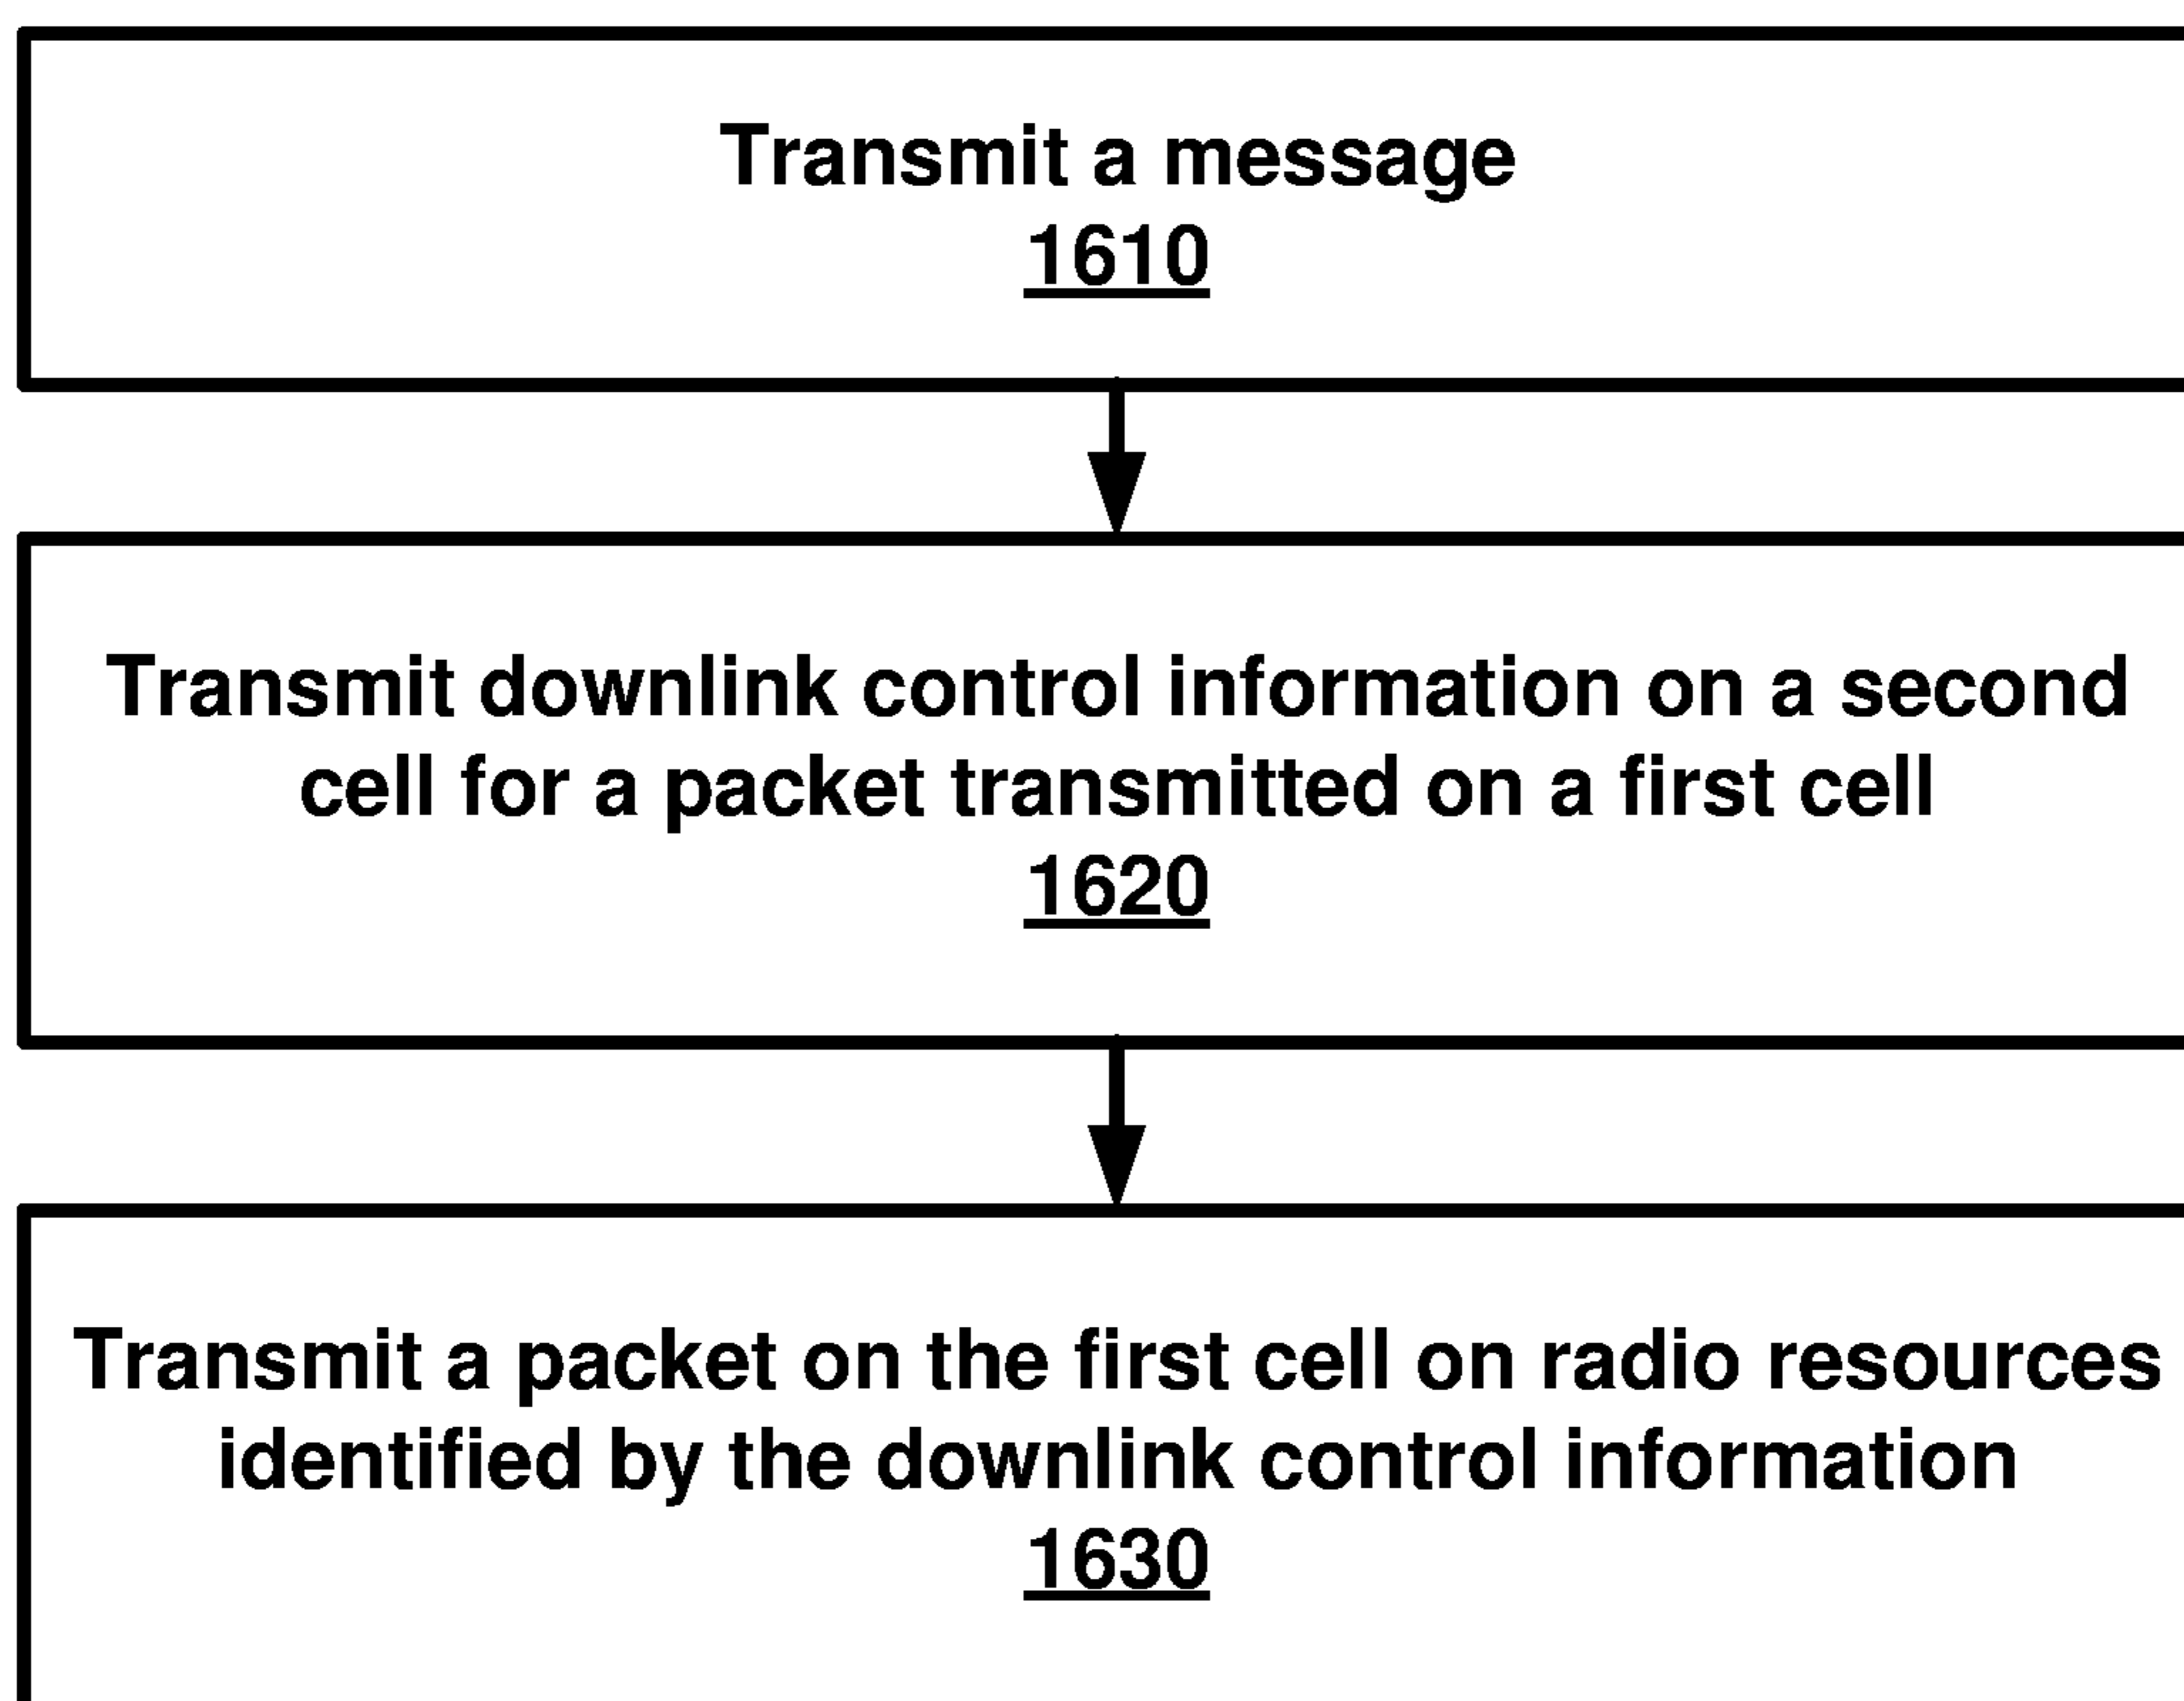 Transmit a message
1610
Transmit downlink control information on a second
cell for a packet transmitted on a first cell
1620
Transmit a packet on the first cell on radio resources
identified by the downlink control information
1630